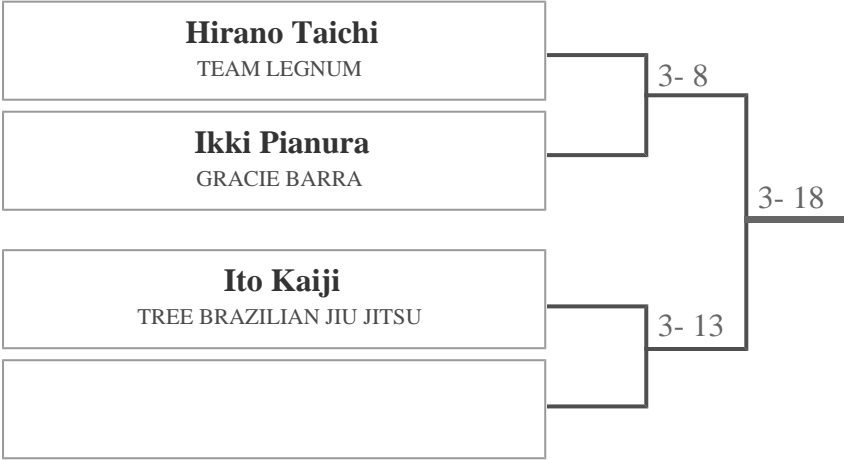 Hirano Taichi
TEAM LEGNUM
3- 8
Ikki Pianura
GRACIE BARRA
3- 18
Ito Kaiji
TREE BRAZILIAN JIU JITSU
3- 13